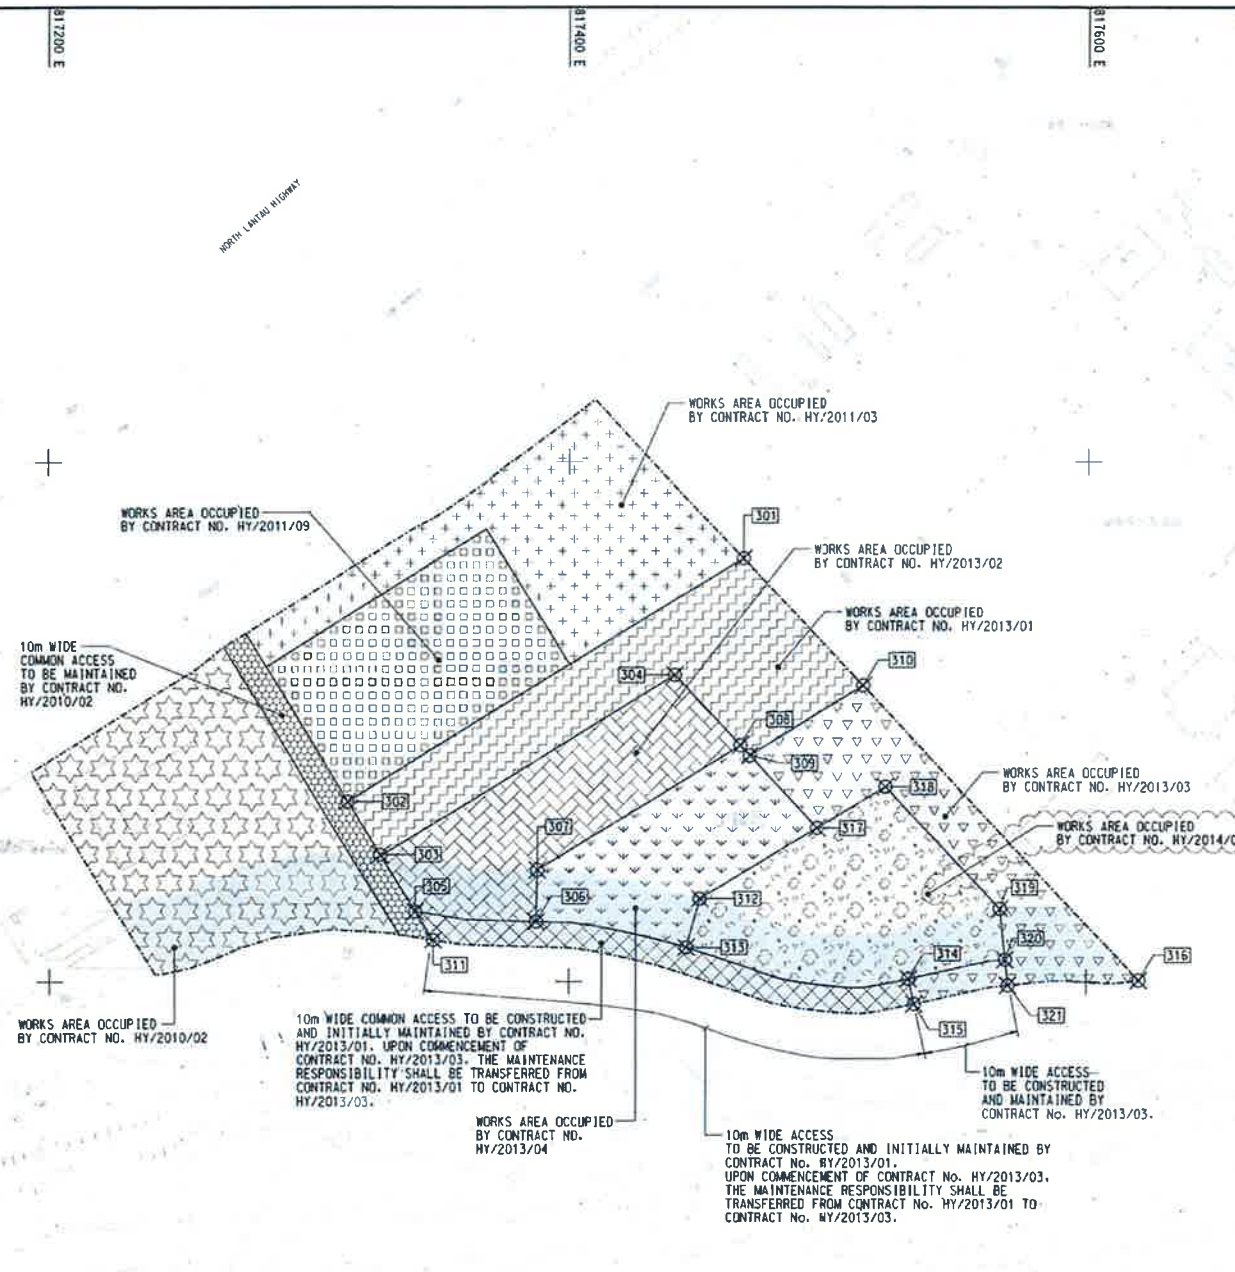 817200 E
817400 E
817600 E
NORTH LANTAU HIGHWAY
WORKS AREA OCCUPIED
BY CONTRACT NO. HY/2011/03
WORKS AREA OCCUPIED
BY CONTRACT NO. HY/2011/09
301
WORKS AREA OCCUPIED
BY CONTRACT NO. HY/2013/02
WORKS AREA OCCUPIED
BY CONTRACT NO. HY/2013/01
10m WIDE
COMMON ACCESS
TO BE MAINTAINED
BY CONTRACT NO.
HY/2010/02
304
310
308
309
WORKS AREA OCCUPIED
BY CONTRACT NO. HY/2013/03
318
302
317
307
WORKS AREA OCCUPIED
BY CONTRACT NO. HY/2014/0
303
305
306
312
319
313
314
320
316
311
315
321
WORKS AREA OCCUPIED
BY CONTRACT NO. HY/2010/02
10m WIDE COMMON ACCESS TO BE CONSTRUCTED
AND INITIALLY MAINTAINED BY CONTRACT NO.
HY/2013/01. UPON COMMENCEMENT OF
CONTRACT NO. HY/2013/03. THE MAINTENANCE
RESPONSIBILITY SHALL BE TRANSFERRED FROM
CONTRACT NO. HY/2013/01 TO CONTRACT NO.
HY/2013/03.
10m WIDE ACCESS
TO BE CONSTRUCTED
AND MAINTAINED BY
CONTRACT No. HY/2013/03.
WORKS AREA OCCUPIED
BY CONTRACT NO.
HY/2013/04
10m WIDE ACCESS
TO BE CONSTRUCTED AND INITIALLY MAINTAINED BY
CONTRACT No. HY/2013/01.
UPON COMMENCEMENT OF CONTRACT No. HY/2013/03.
THE MAINTENANCE RESPONSIBILITY SHALL BE
TRANSFERRED FROM CONTRACT No. HY/2013/01 TO
CONTRACT No. HY/2013/03.